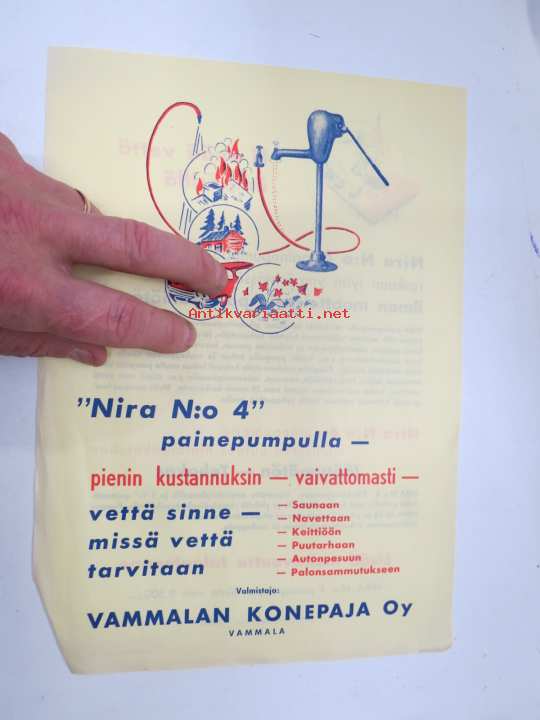 Antikvariaatti.net
"Nira N:o 4"
painepumpulla —
pienin kustannuksin — vaivattomasti —
vettä sinne —
missä vettä
tarvitaan
— Saunaan
— Navettaan
— Keittiöön
— Puutarhaan
— Autonpesuun
— Palonsammutukseen
Valmistaja:
VAMMALAN KONEPAJA Oy
VAMMALA